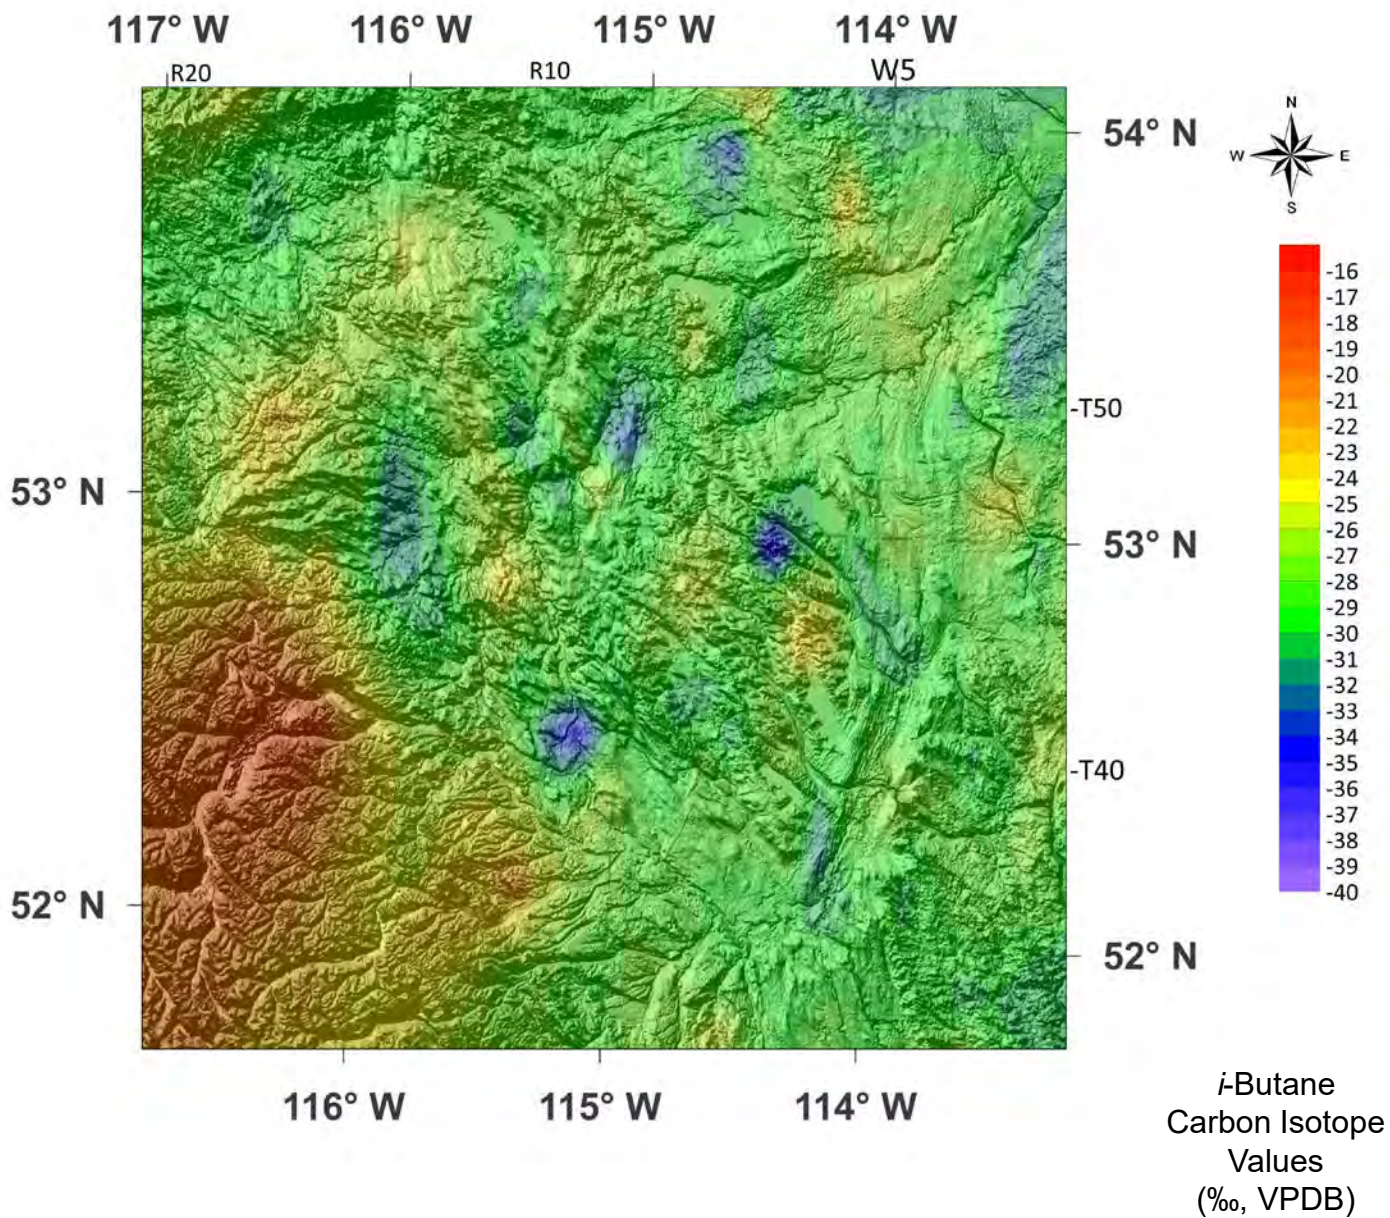 117° W 116° W 115° W 114° W
R20 R10 W5
54° N
N
W E
S
-16
-17
-18
-19
-20
-21
-22
-23
-24
-25
-26
-27
-28
-29
-30
-31
-32
-33
-34
-35
-36
-37
-38
-39
-40
-T50
53° N
53° N
-T40
52° N
52° N
116° W 115° W 114° W
i-Butane
Carbon Isotope
Values
(‰, VPDB)